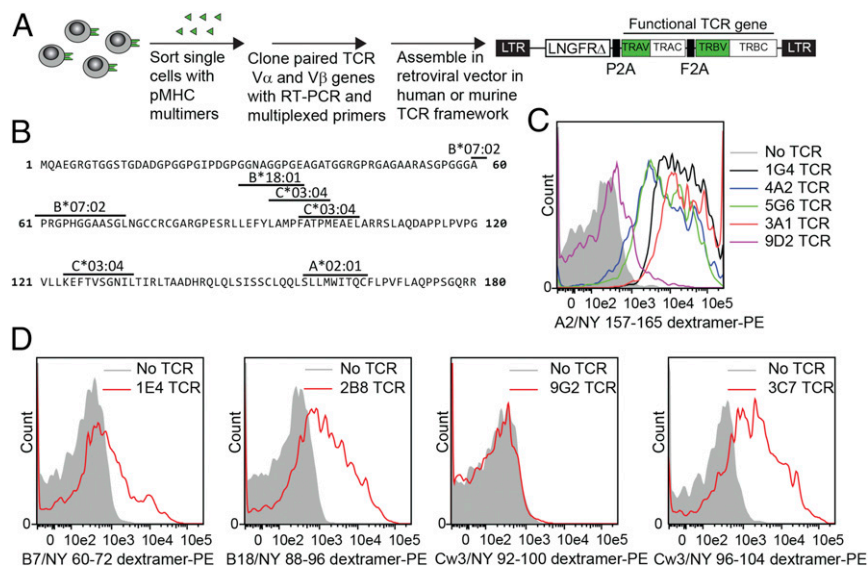 A
Sort single
cells with
pMHC
multimers
Clone paired TCR
Vα and Vβ genes
with RT-PCR and
multiplexed primers
Assemble in
retroviral vector in
human or murine
TCR framework
Functional TCR gene
LTR LNGFRΔ TRAV TRAC TRBV TRBC LTR
P2A F2A
B
B*07:02
1 MQAEGRGTGGSTGDADGPGGPGIPDGPGGNAGGPGEAGATGGRGPRGAGAARASGPGGGA 60
B*18:01
C*03:04
B*07:02 C*03:04
61 PRGPHGGAASGLNGCCRCGARGPESRLLEFYLAMPFATPMEAELARRSLAQDAPPLPVPG 120
C*03:04 A*02:01
121 VLLKEFTVSGNILTIRLTAADHRQLQLSISSCLQQLSLLMWITQCFLPVFLAQPPSGQRR 180
C
No TCR
1G4 TCR
4A2 TCR
5G6 TCR
3A1 TCR
9D2 TCR
Count
0 10e2 10e3 10e4 10e5
A2/NY 157-165 dextramer-PE
D
No TCR
1E4 TCR
Count
0 10e2 10e3 10e4 10e5
B7/NY 60-72 dextramer-PE
No TCR
2B8 TCR
Count
0 10e2 10e3 10e4 10e5
B18/NY 88-96 dextramer-PE
No TCR
9G2 TCR
Count
0 10e2 10e3 10e4 10e5
Cw3/NY 92-100 dextramer-PE
No TCR
3C7 TCR
Count
0 10e2 10e3 10e4 10e5
Cw3/NY 96-104 dextramer-PE